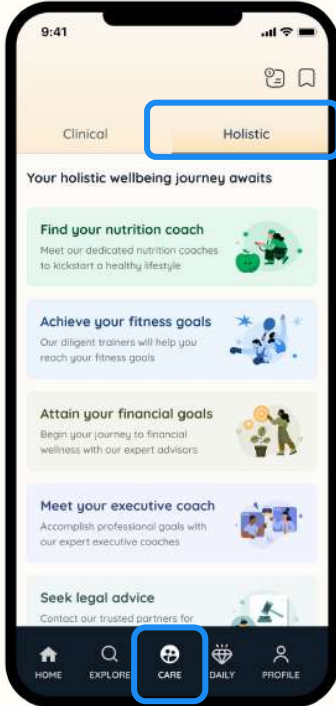 9:41
Clinical
Holistic
Your holistic wellbeing journey awaits
Find your nutrition coach
Meet our dedicated nutrition coaches
to kickstart a healthy lifestyle
Achieve your fitness goals
Our diligent trainers will help you
reach your fitness goals
Attain your financial goals
Begin your journey to financial
wellness with our expert advisors
Meet your executive coach
Accomplish professional goals with
our expert executive coaches
Seek legal advice
Contact our trusted partners for
HOME
EXPLORE
CARE
DAILY
PROFILE